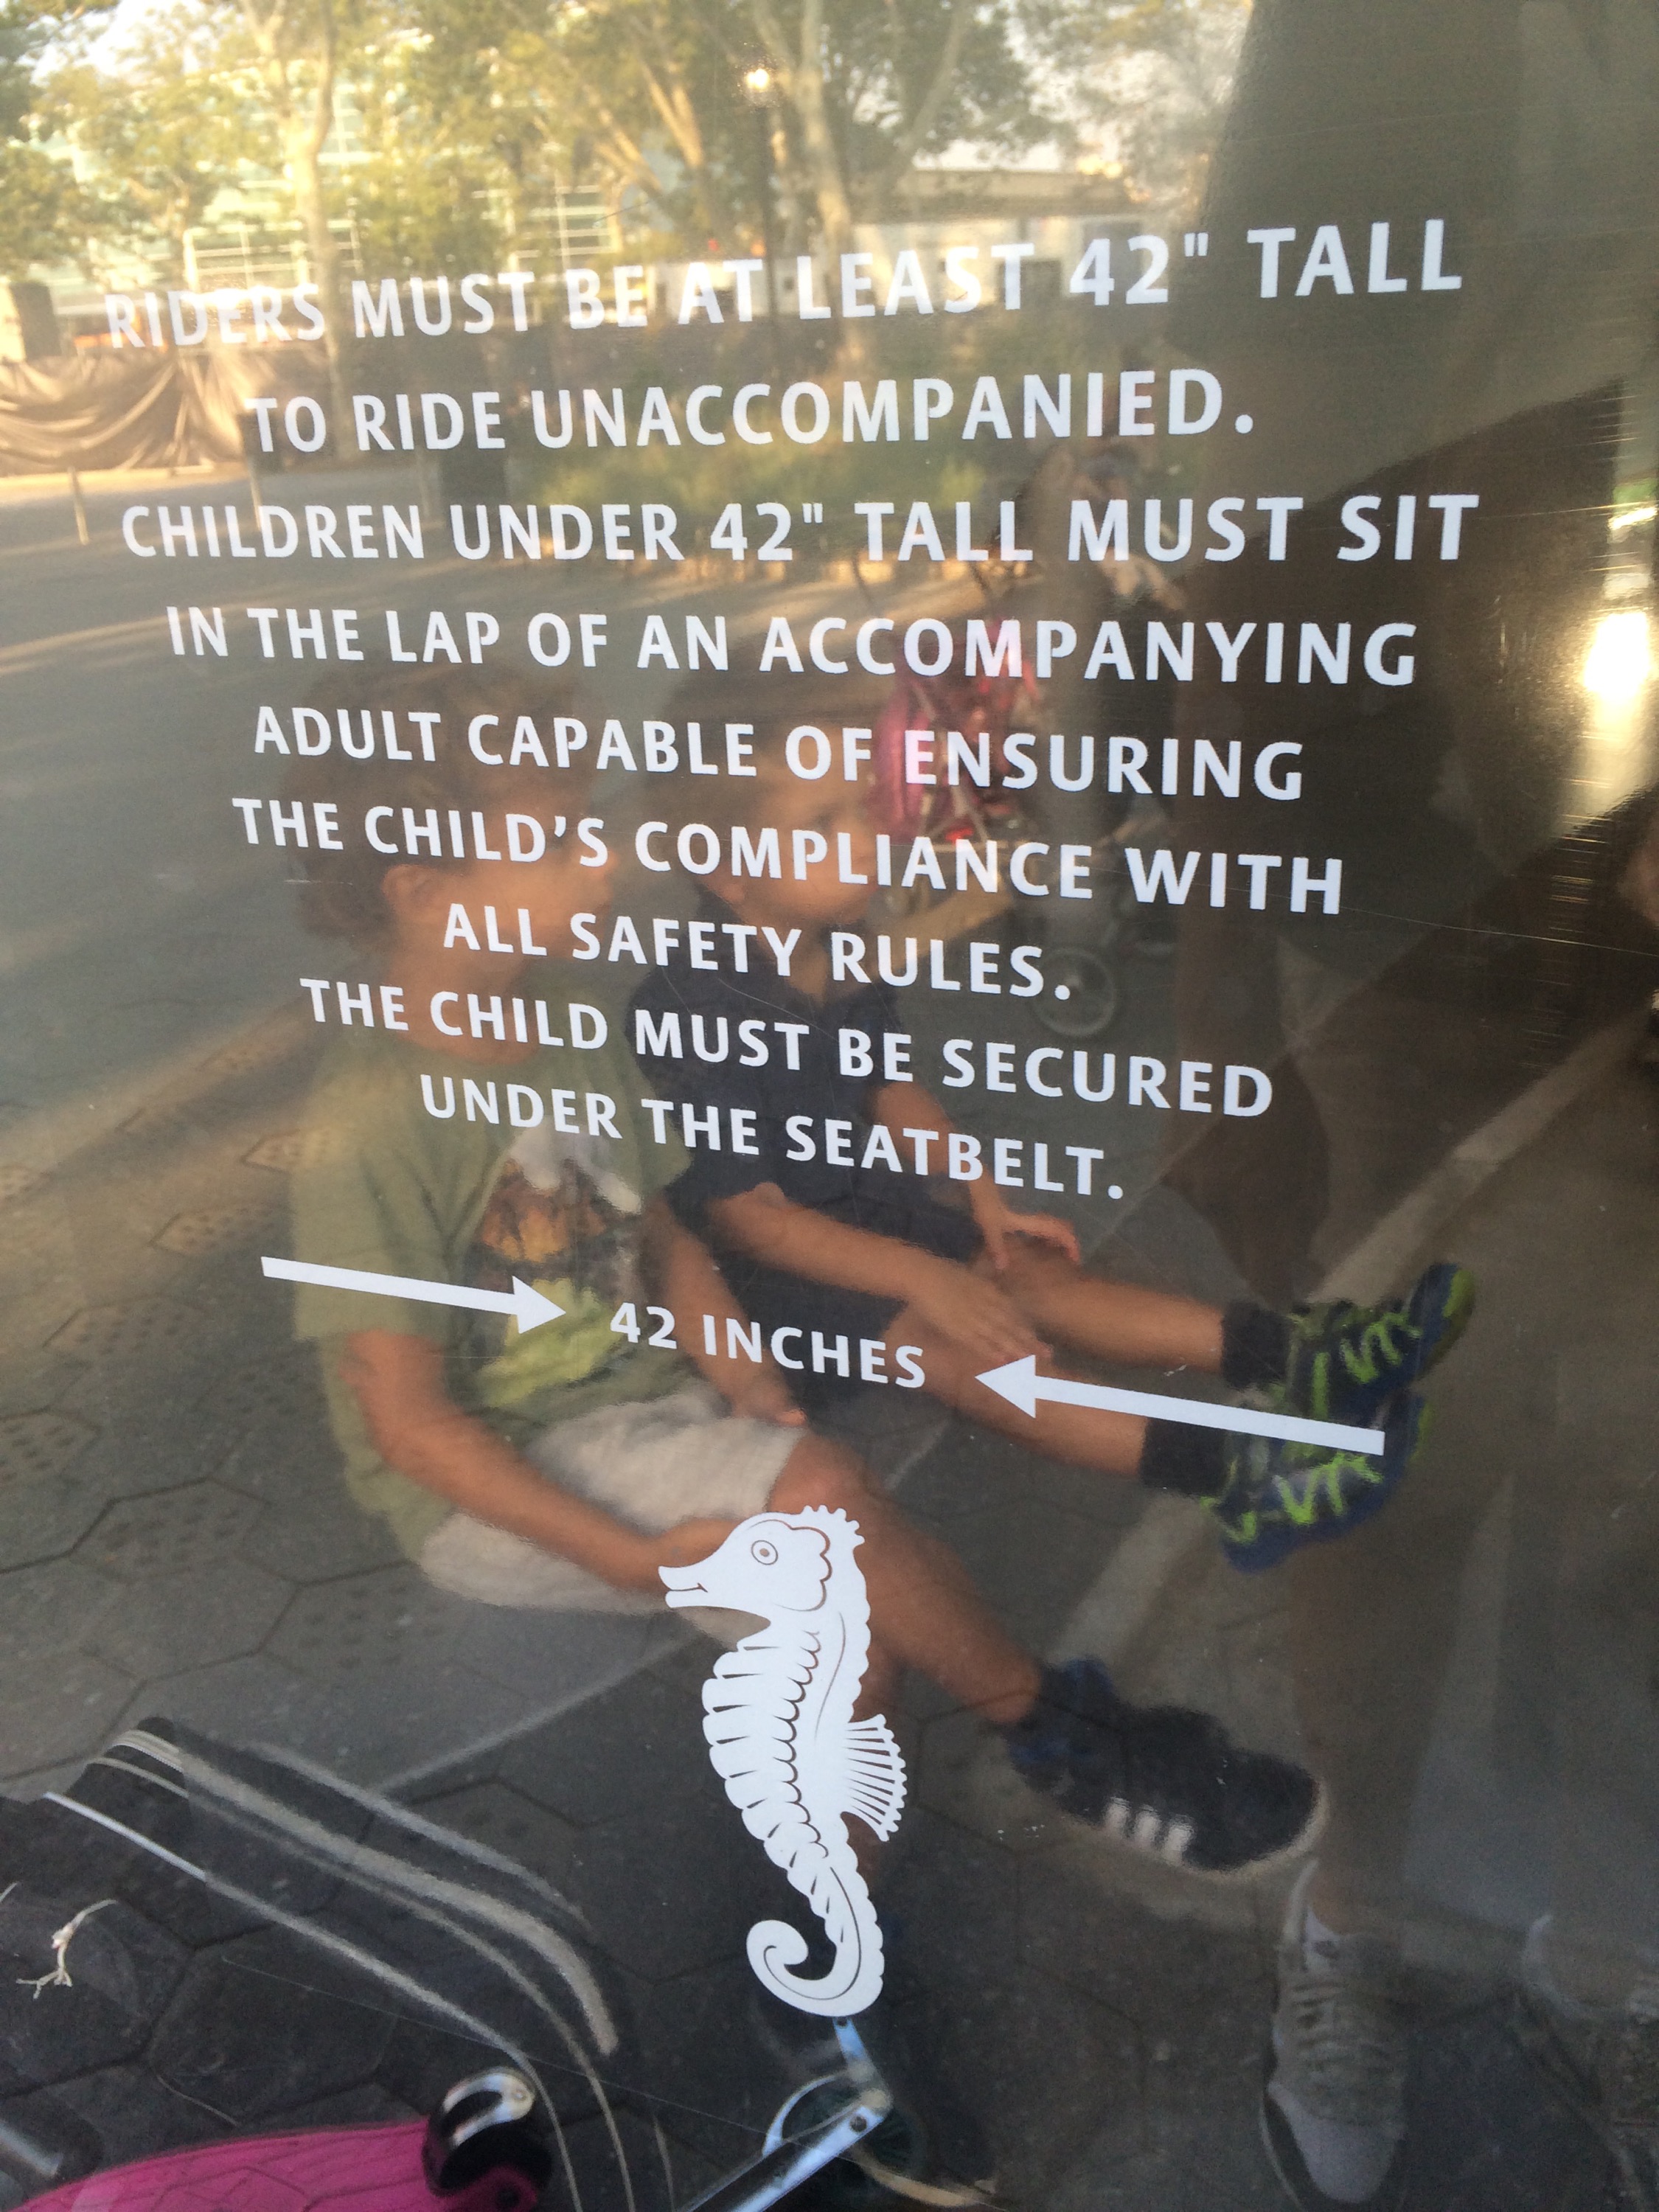 RIDERS MUST BE AT LEAST 42" TALL
TO RIDE UNACCOMPANIED.
CHILDREN UNDER 42" TALL MUST SIT
IN THE LAP OF AN ACCOMPANYING
ADULT CAPABLE OF ENSURING
THE CHILD’S COMPLIANCE WITH
ALL SAFETY RULES.
THE CHILD MUST BE SECURED
UNDER THE SEATBELT.
42 INCHES